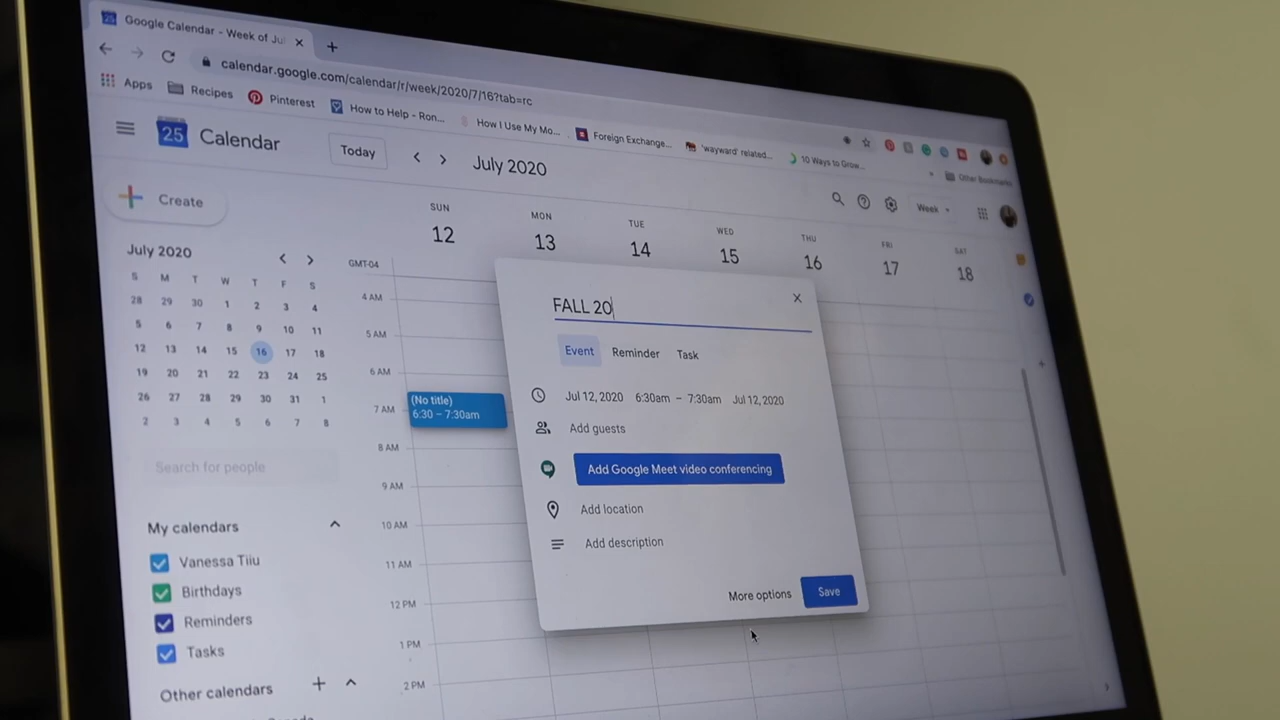 Google Calendar - Week of Jul
calendar.google.com/calendar/r/week/2020/7/16?tab=rc
Apps Recipes Pinterest How to Help - Ron... How I Use My Mo... Foreign Exchange... 'wayward' related... 10 Ways to Grow...
Other Bookmarks
25 Calendar Today July 2020
Week
Create
SUN MON TUE WED THU FRI SAT
12 13 14 15 16 17 18
July 2020
S M T W T F S
28 29 30 1 2 3 4
5 6 7 8 9 10 11
12 13 14 15 16 17 18
19 20 21 22 23 24 25
26 27 28 29 30 31 1
2 3 4 5 6 7 8
Search for people
My calendars
Vanessa Tiiu
Birthdays
Reminders
Tasks
Other calendars
GMT-04
4 AM
5 AM
6 AM
7 AM
8 AM
9 AM
10 AM
11 AM
12 PM
1 PM
2 PM
(No title)
6:30 – 7:30am
FALL 20
Event Reminder Task
Jul 12, 2020 6:30am – 7:30am Jul 12, 2020
Add guests
Add Google Meet video conferencing
Add location
Add description
More options Save